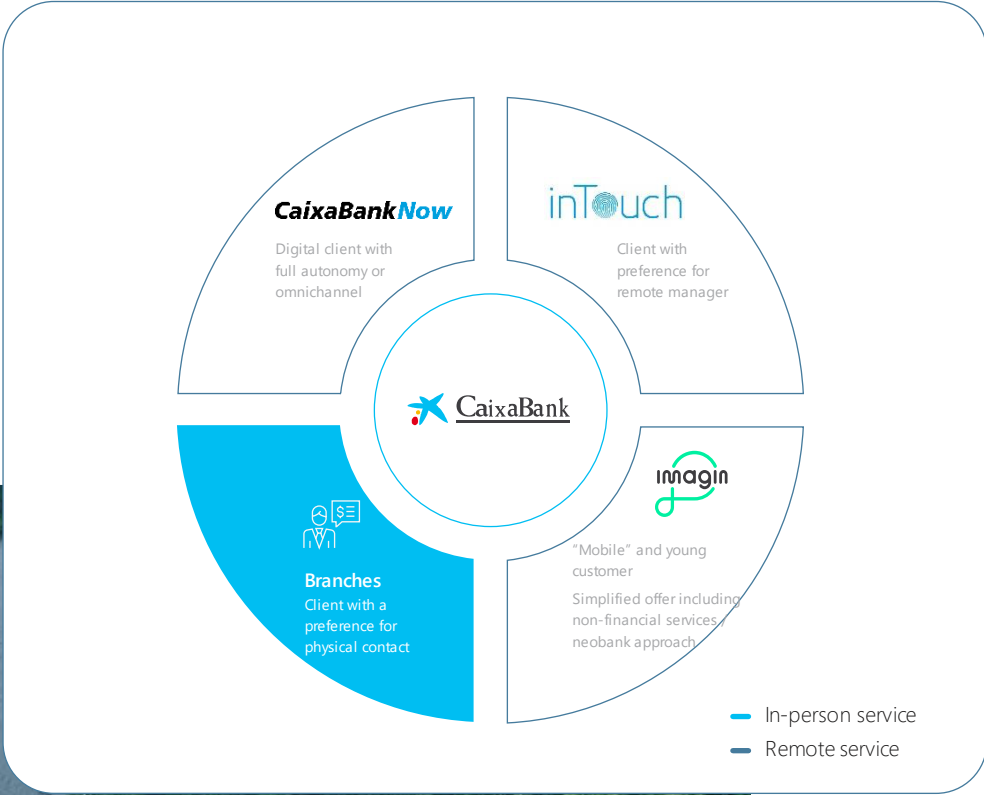 CaixaBankNow
Digital client with
full autonomy or
omnichannel
inTouch
Client with
preference for
remote manager
CaixaBank
$
Branches
Client with a
preference for
physical contact
imagin
“Mobile” and young
customer
Simplified offer including
non-financial services /
neobank approach
In-person service
Remote service